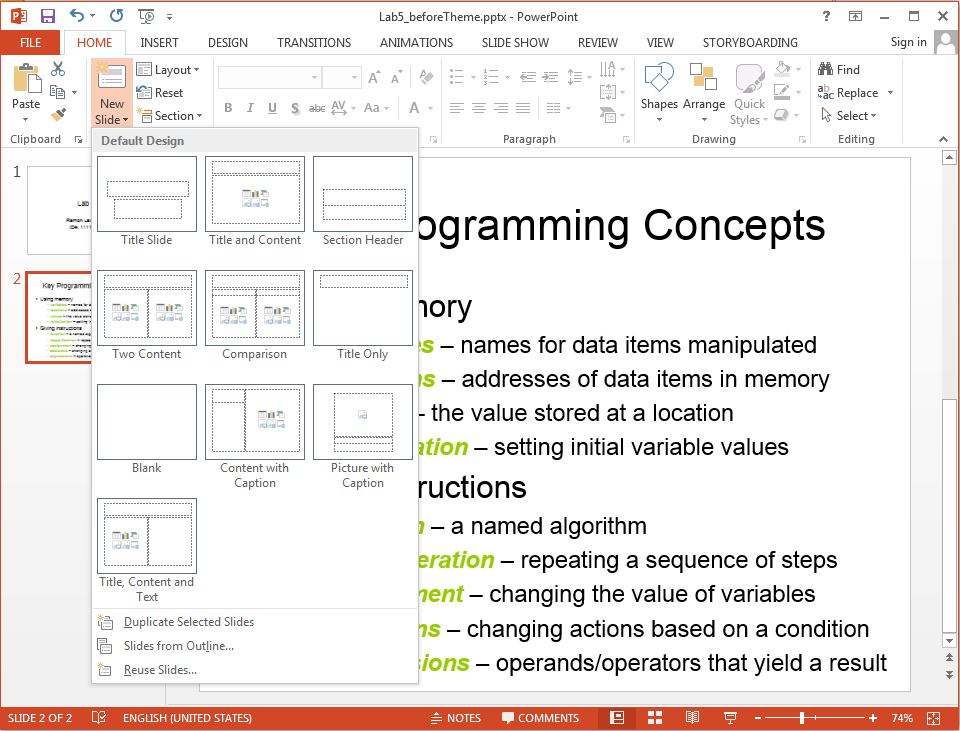 Lab5_beforeTheme.pptx - PowerPoint
?
FILE HOME INSERT DESIGN TRANSITIONS ANIMATIONS SLIDE SHOW REVIEW VIEW STORYBOARDING Sign in
Paste
Clipboard
New
Slide
Layout
Reset
Section
B I U S abc AV Aa A
Paragraph
Shapes Arrange Quick
Styles
Drawing
Find
Replace
Select
Editing
Default Design
Title Slide Title and Content Section Header
Two Content Comparison Title Only
Blank Content with
Caption Picture with
Caption
Title, Content and
Text
Duplicate Selected Slides
Slides from Outline...
Reuse Slides...
1
Lab
2
Key Programmi
Using memory
Giving instructions
ogramming Concepts
nory
es – names for data items manipulated
ns – addresses of data items in memory
- the value stored at a location
ation – setting initial variable values
ructions
n – a named algorithm
eration – repeating a sequence of steps
ment – changing the value of variables
ns – changing actions based on a condition
sions – operands/operators that yield a result
SLIDE 2 OF 2 ENGLISH (UNITED STATES) NOTES COMMENTS 74%